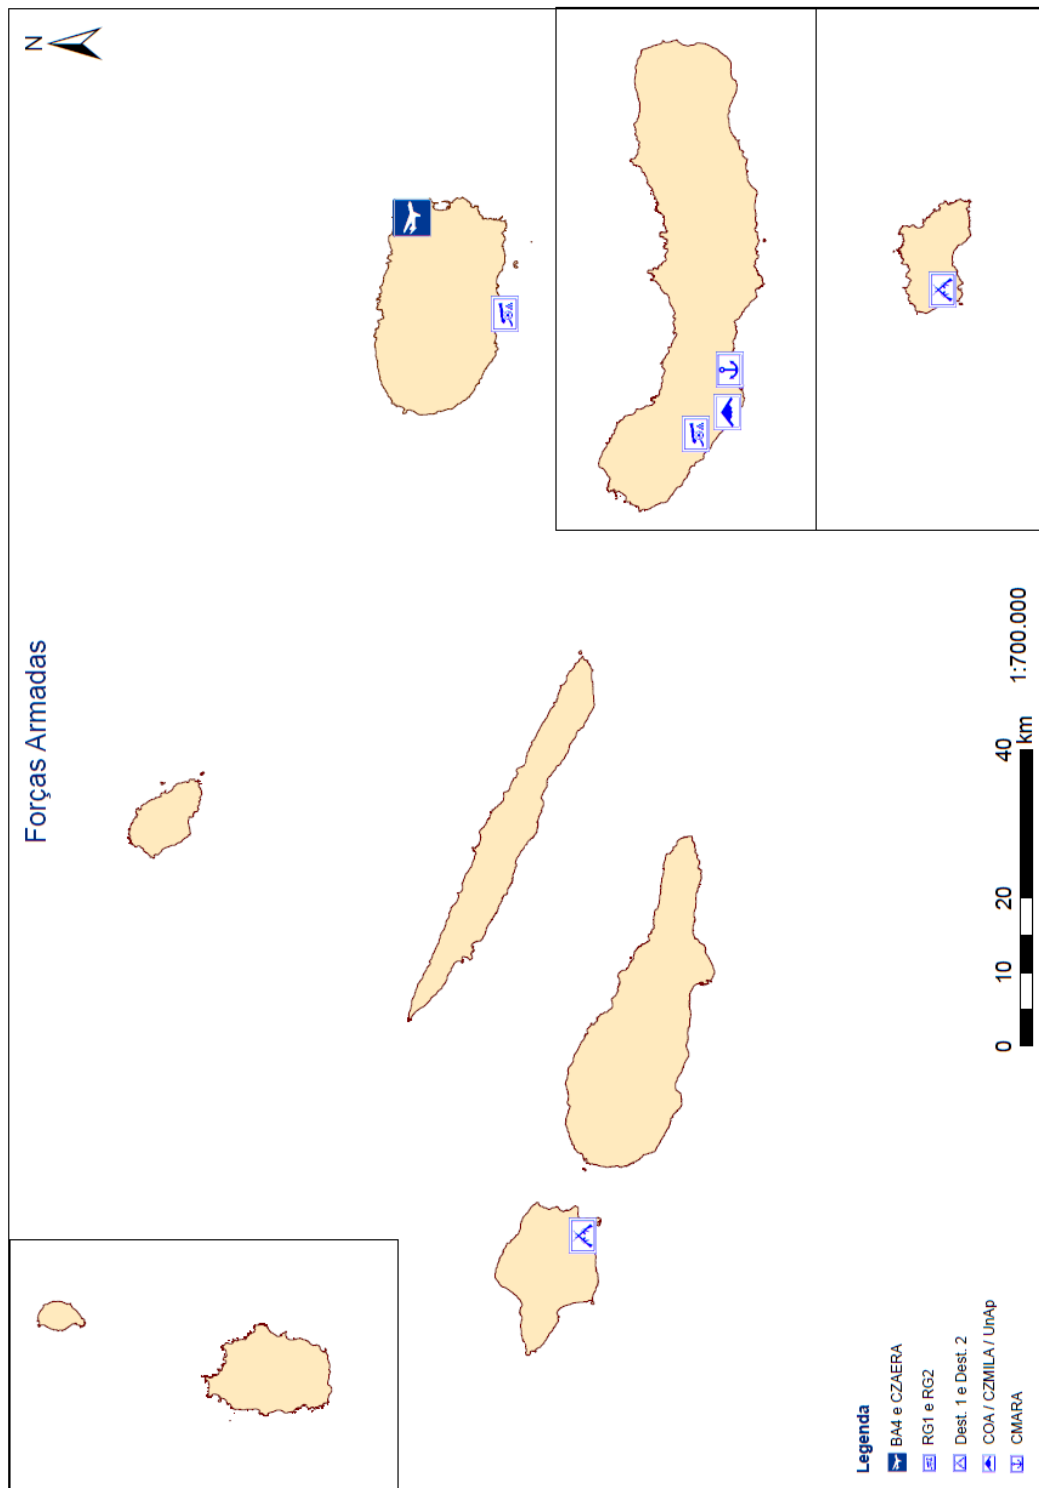 Forças Armadas
N
Legenda
BA4 e CZAERA
RG1 e RG2
Dest. 1 e Dest. 2
COA / CZMILA / UnAp
CMARA
0 10 20 40
km
1:700.000